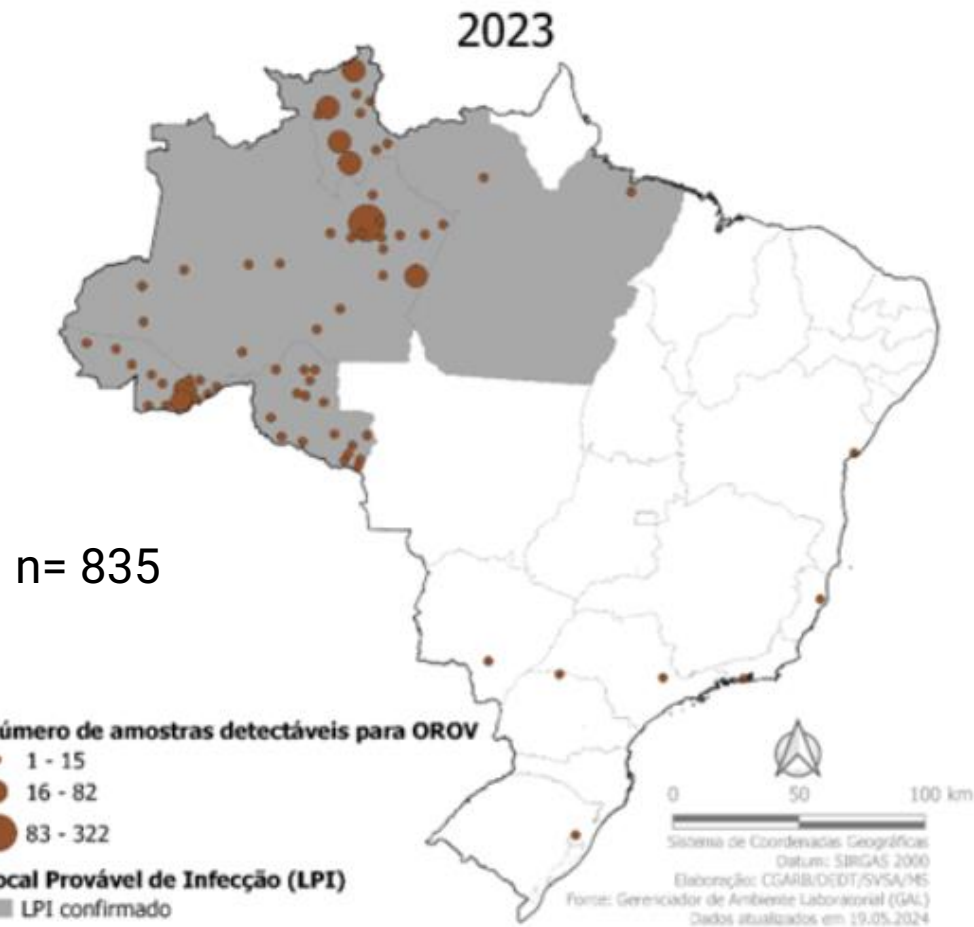 2023
n= 835
úmero de amostras detectáveis para OROV
1 - 15
16 - 82
83 - 322
ocal Provável de Infecção (LPI)
LPI confirmado
0 50 100 km
Sistema de Coordenadas Geográficas
Datum: SIRGAS 2000
Elaboração: CGARB/DEDT/SVSA/MS
Fonte: Gerenciador de Ambiente Laboratorial (GAL)
Dados atualizados em 19.05.2024